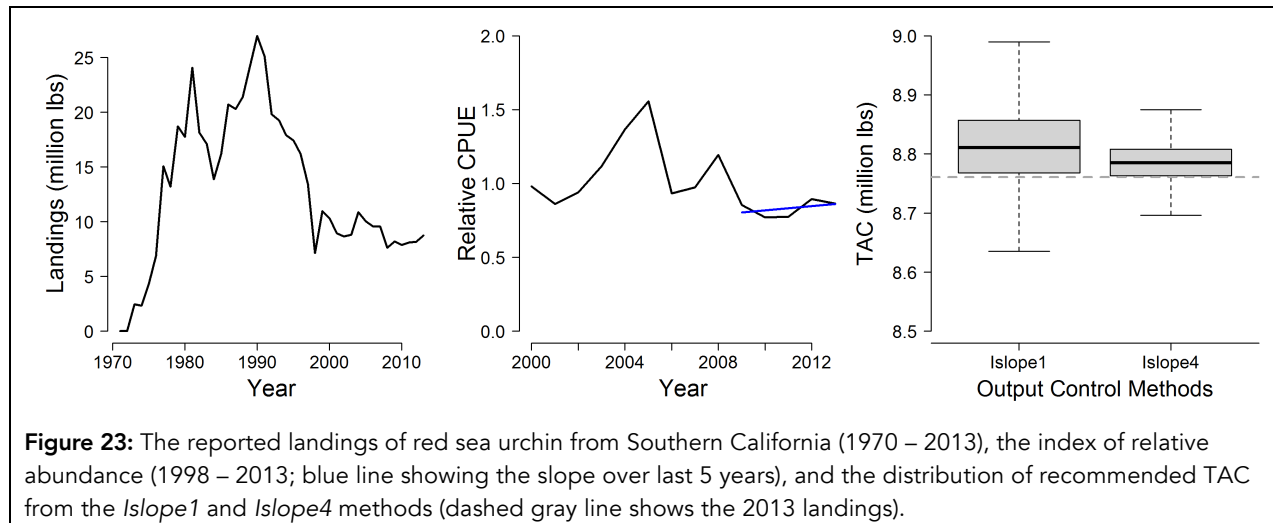 Landings (million lbs)
25
20
15
10
5
0
1970 1980 1990 2000 2010
Year
Relative CPUE
2.0
1.5
1.0
0.5
0.0
2000 2004 2008 2012
Year
TAC (million lbs)
9.0
8.9
8.8
8.7
8.6
8.5
Islope1 Islope4
Output Control Methods
Figure 23: The reported landings of red sea urchin from Southern California (1970 – 2013), the index of relative
abundance (1998 – 2013; blue line showing the slope over last 5 years), and the distribution of recommended TAC
from the Islope1 and Islope4 methods (dashed gray line shows the 2013 landings).